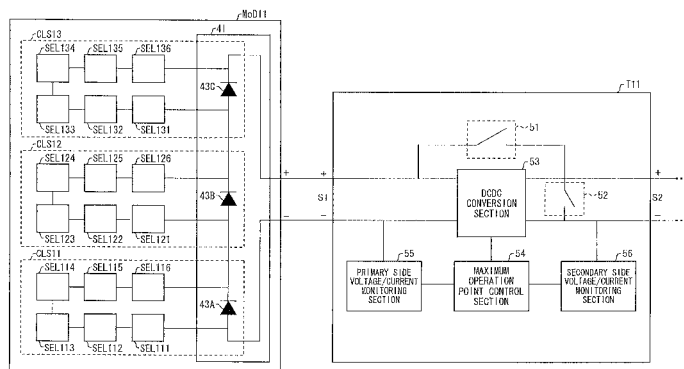 MOD11
CLS13
41
SEL134 SEL135 SEL136
43C
SEL133 SEL132 SEL131
CLS12
SEL124 SEL125 SEL126
43B
SEL123 SEL122 SEL121
CLS11
SEL114 SEL115 SEL116
43A
SEL113 SEL112 SEL111
T11
51
53
+ + +
S1 DCDC CONVERSION SECTION 52 S2
− − −
55 54 56
PRIMARY SIDE VOLTAGE/CURRENT MONITORING SECTION
MAXIMUM OPERATION POINT CONTROL SECTION
SECONDARY SIDE VOLTAGE/CURRENT MONITORING SECTION